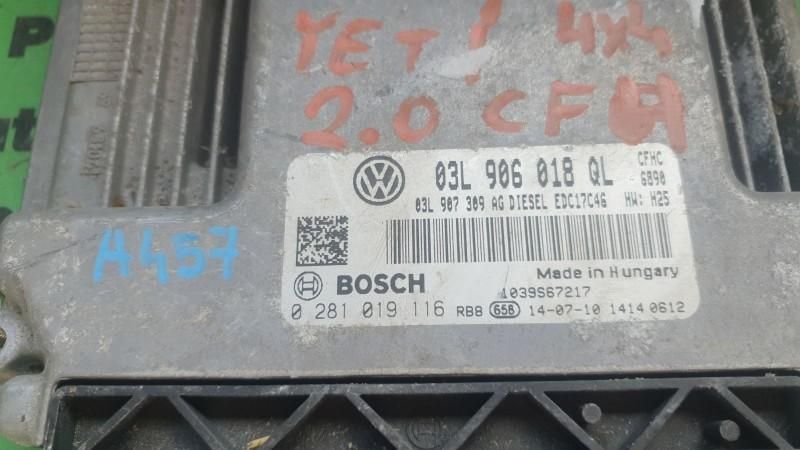 YETI 4x4
2.0 CFH
03L 906 018 QL
CFHC
6890
03L 907 309 AG DIESEL EDC17C46 HW: H25
A457
BOSCH
Made in Hungary
1039S67217
0 281 019 116 RB8 658 14-07-10 1414 0612